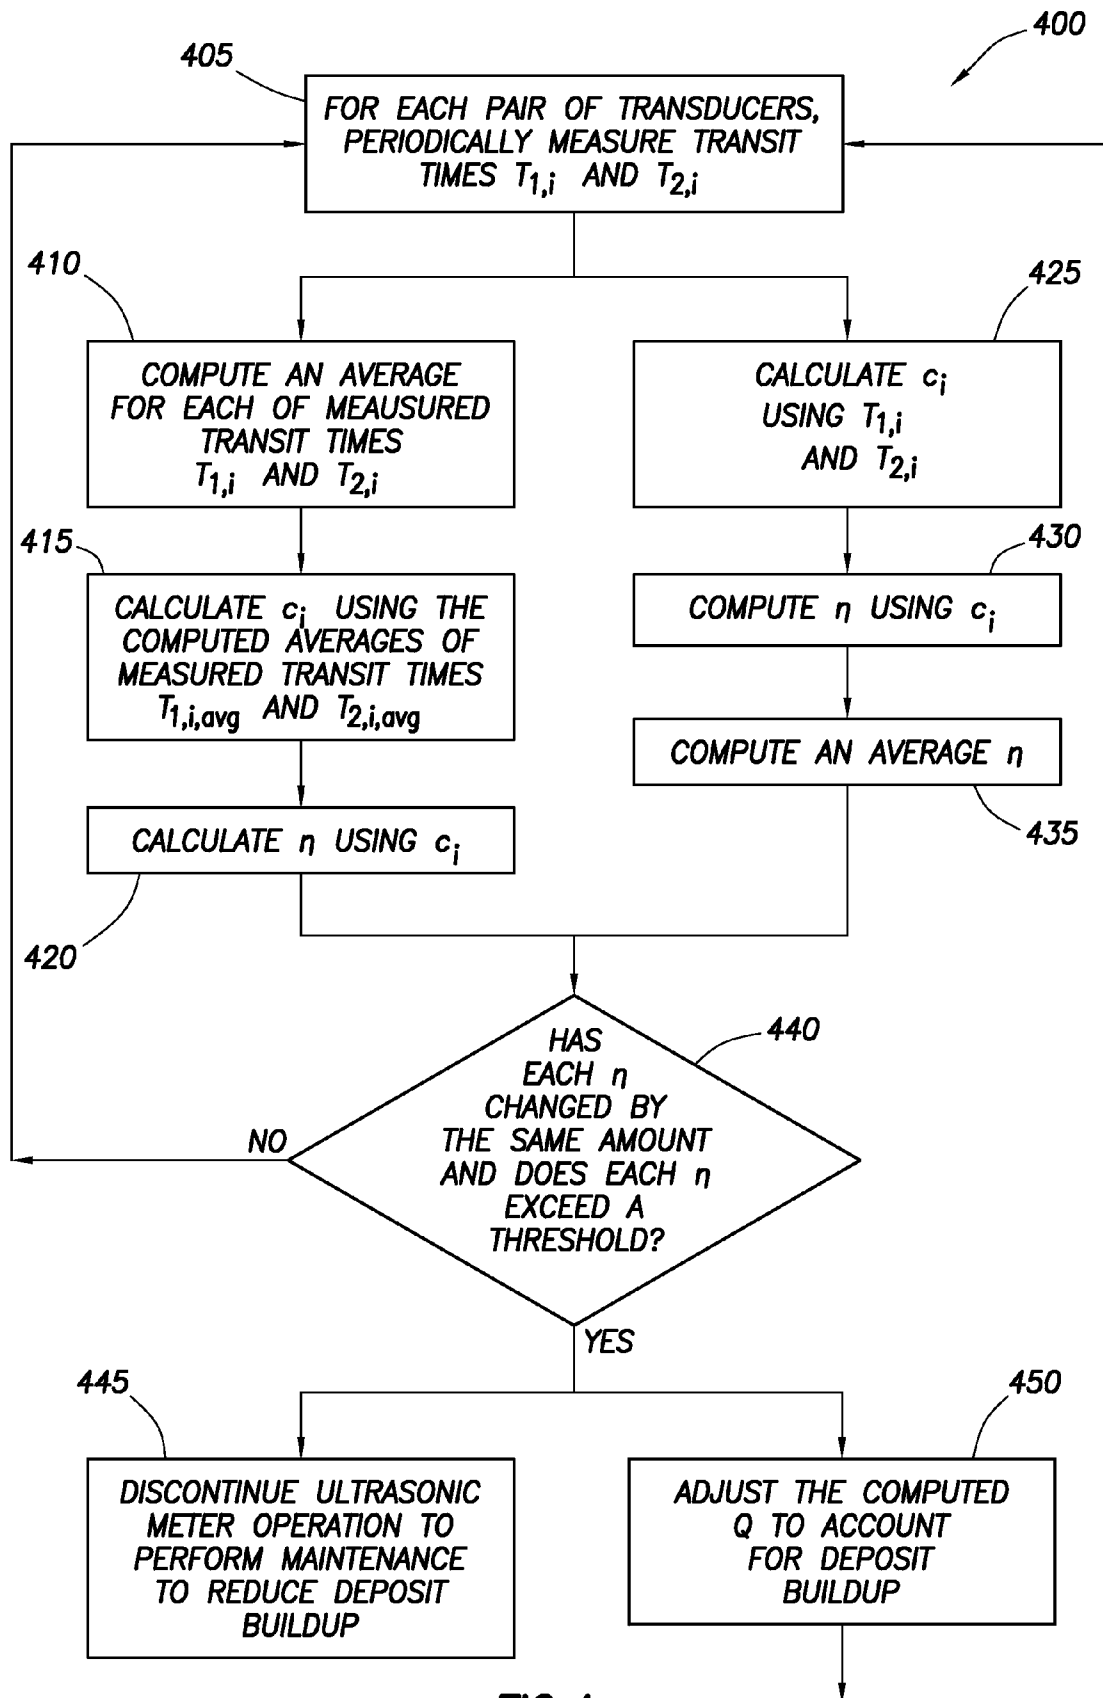 400
405
FOR EACH PAIR OF TRANSDUCERS,
PERIODICALLY MEASURE TRANSIT
TIMES T1,i AND T2,i
410
COMPUTE AN AVERAGE
FOR EACH OF MEAUSURED
TRANSIT TIMES
T1,i AND T2,i
425
CALCULATE ci
USING T1,i
AND T2,i
415
CALCULATE ci USING THE
COMPUTED AVERAGES OF
MEASURED TRANSIT TIMES
T1,i,avg AND T2,i,avg
430
COMPUTE η USING ci
COMPUTE AN AVERAGE η
435
CALCULATE η USING ci
420
440
HAS
EACH η
CHANGED BY
THE SAME AMOUNT
AND DOES EACH η
EXCEED A
THRESHOLD?
NO
YES
445
DISCONTINUE ULTRASONIC
METER OPERATION TO
PERFORM MAINTENANCE
TO REDUCE DEPOSIT
BUILDUP
450
ADJUST THE COMPUTED
Q TO ACCOUNT
FOR DEPOSIT
BUILDUP